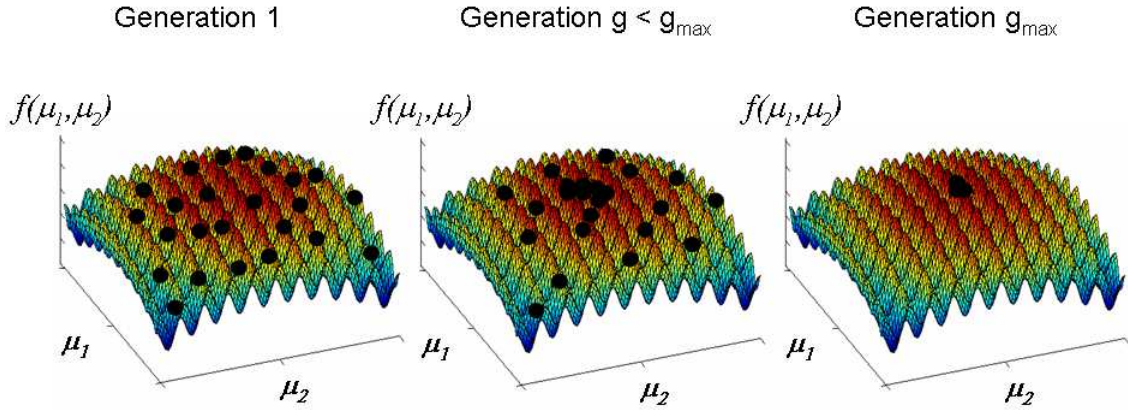 Generation 1
Generation g < gmax
Generation gmax
f(μ1,μ2)
f(μ1,μ2)
f(μ1,μ2)
μ1
μ2
μ1
μ2
μ1
μ2